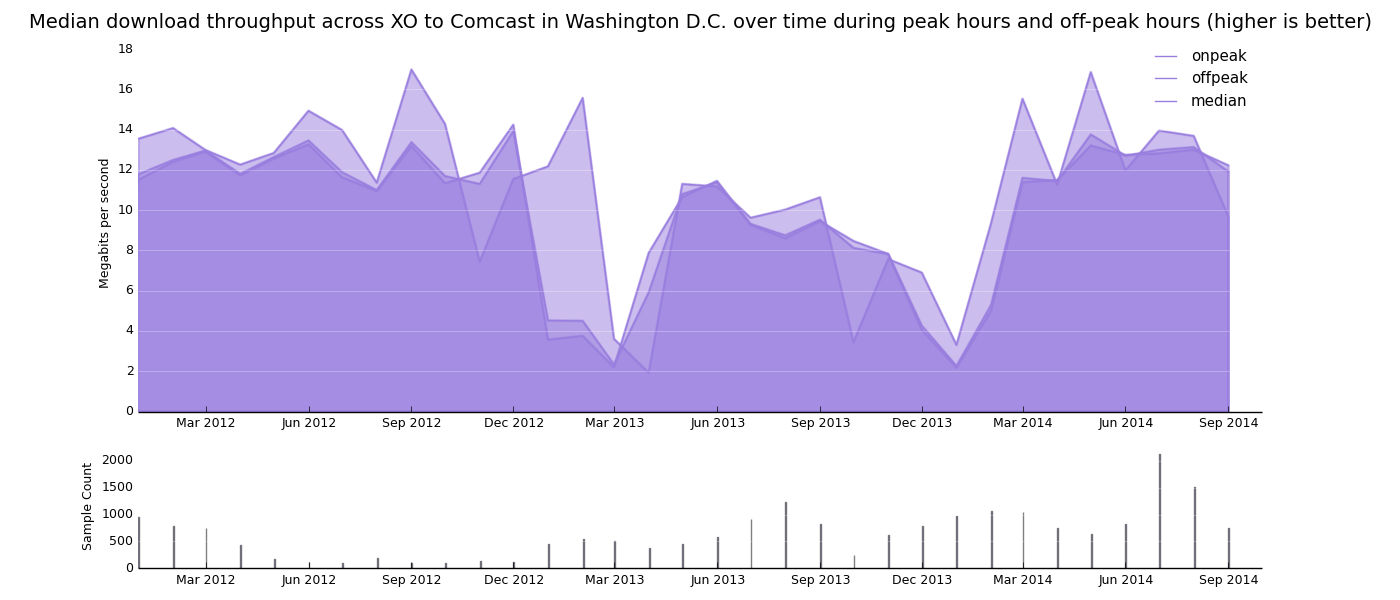 Median download throughput across XO to Comcast in Washington D.C. over time during peak hours and off-peak hours (higher is better)
18
16
14
12
10
8
6
4
2
0
Megabits per second
onpeak
offpeak
median
Mar 2012 Jun 2012 Sep 2012 Dec 2012 Mar 2013 Jun 2013 Sep 2013 Dec 2013 Mar 2014 Jun 2014 Sep 2014
2000
1500
1000
500
0
Sample Count
Mar 2012 Jun 2012 Sep 2012 Dec 2012 Mar 2013 Jun 2013 Sep 2013 Dec 2013 Mar 2014 Jun 2014 Sep 2014